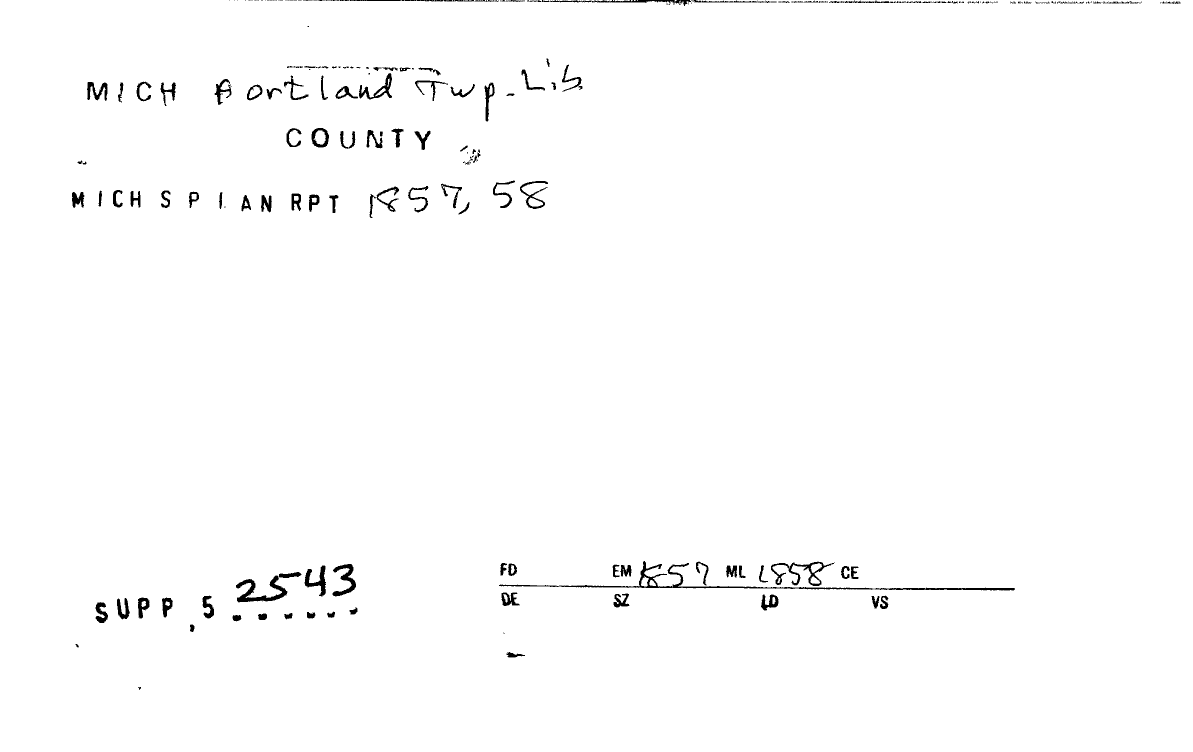 MICH Portland Twp. Lib
COUNTY
MICH S P I AN RPT 1857, 58
SUPP. 5 2543
FD EM 1857 ML 1858 CE
DE SZ LD VS